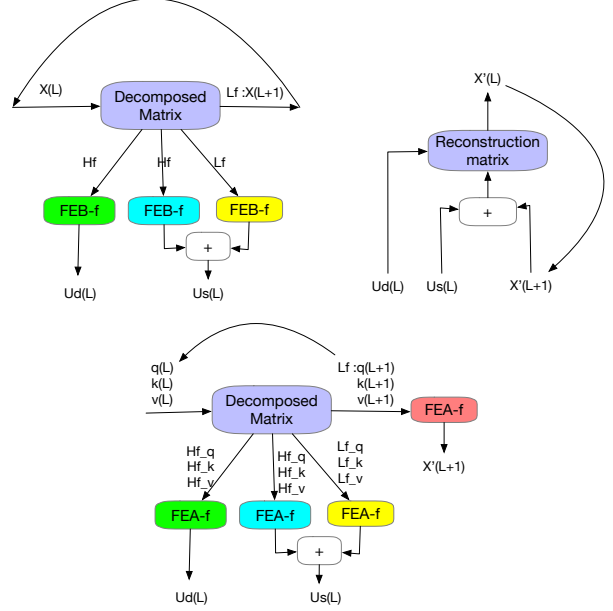 X(L)
Decomposed
Matrix
Lf :X(L+1)
Hf
Hf
Lf
FEB-f
FEB-f
FEB-f
+
Ud(L)
Us(L)
X'(L)
Reconstruction
matrix
+
Ud(L)
Us(L)
X'(L+1)
q(L)
k(L)
v(L)
Decomposed
Matrix
Lf :q(L+1)
k(L+1)
v(L+1)
FEA-f
X'(L+1)
Hf_q
Hf_k
Hf_v
Hf_q
Hf_k
Hf_v
Lf_q
Lf_k
Lf_v
FEA-f
FEA-f
FEA-f
+
Ud(L)
Us(L)